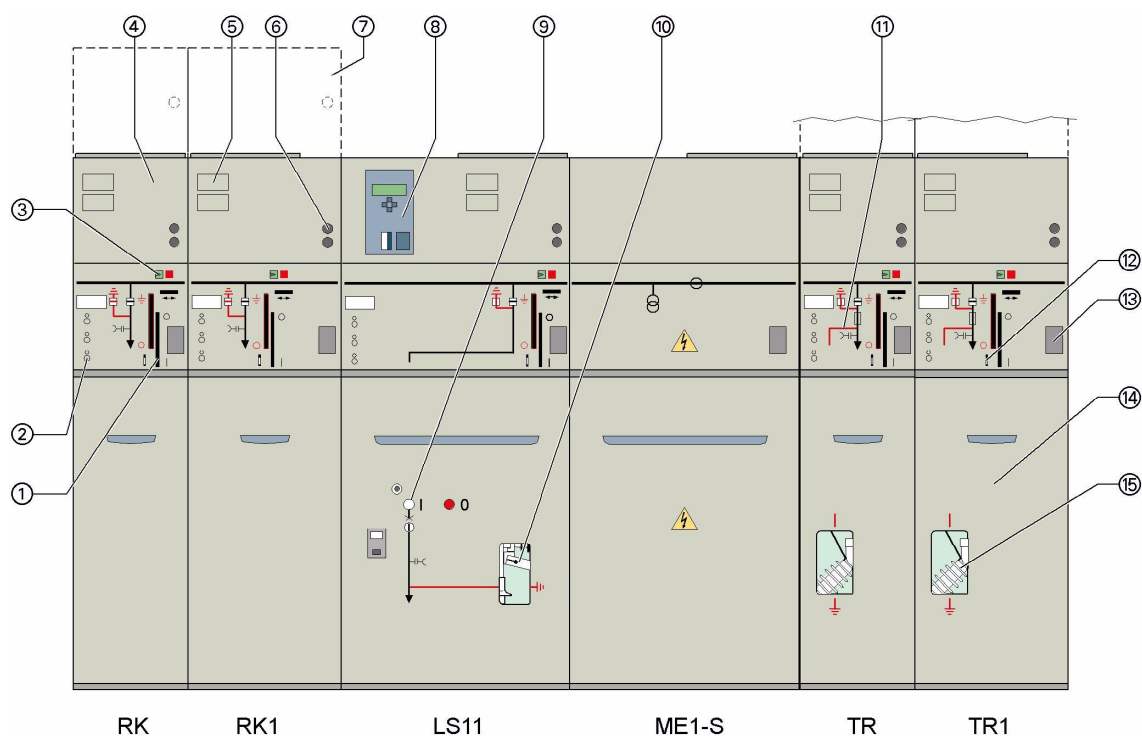 ④ ⑤ ⑥ ⑦ ⑧ ⑨ ⑩ ⑪
③
⑫
⑬
②
①
I 0
⑭
⑮
RK RK1 LS11 ME1-S TR TR1